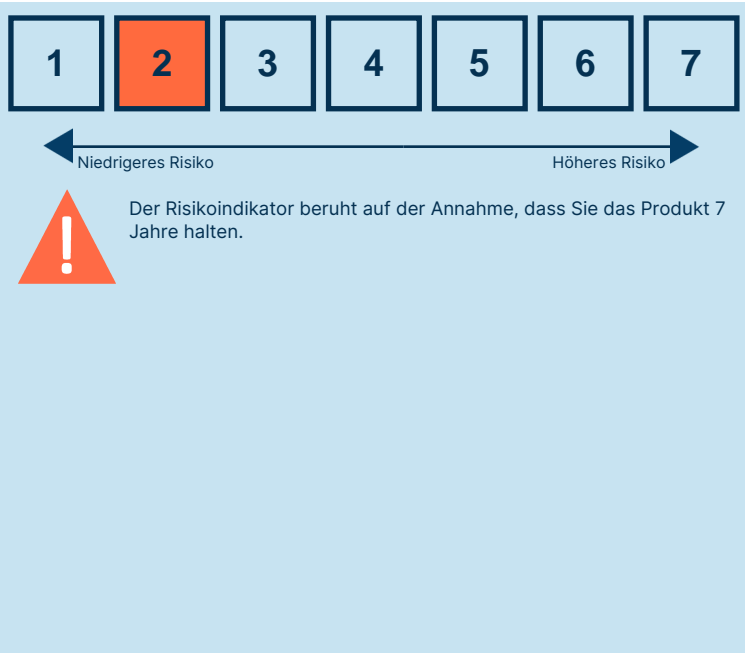 1 2 3 4 5 6 7
Niedrigeres Risiko Höheres Risiko
Der Risikoindikator beruht auf der Annahme, dass Sie das Produkt 7
Jahre halten.